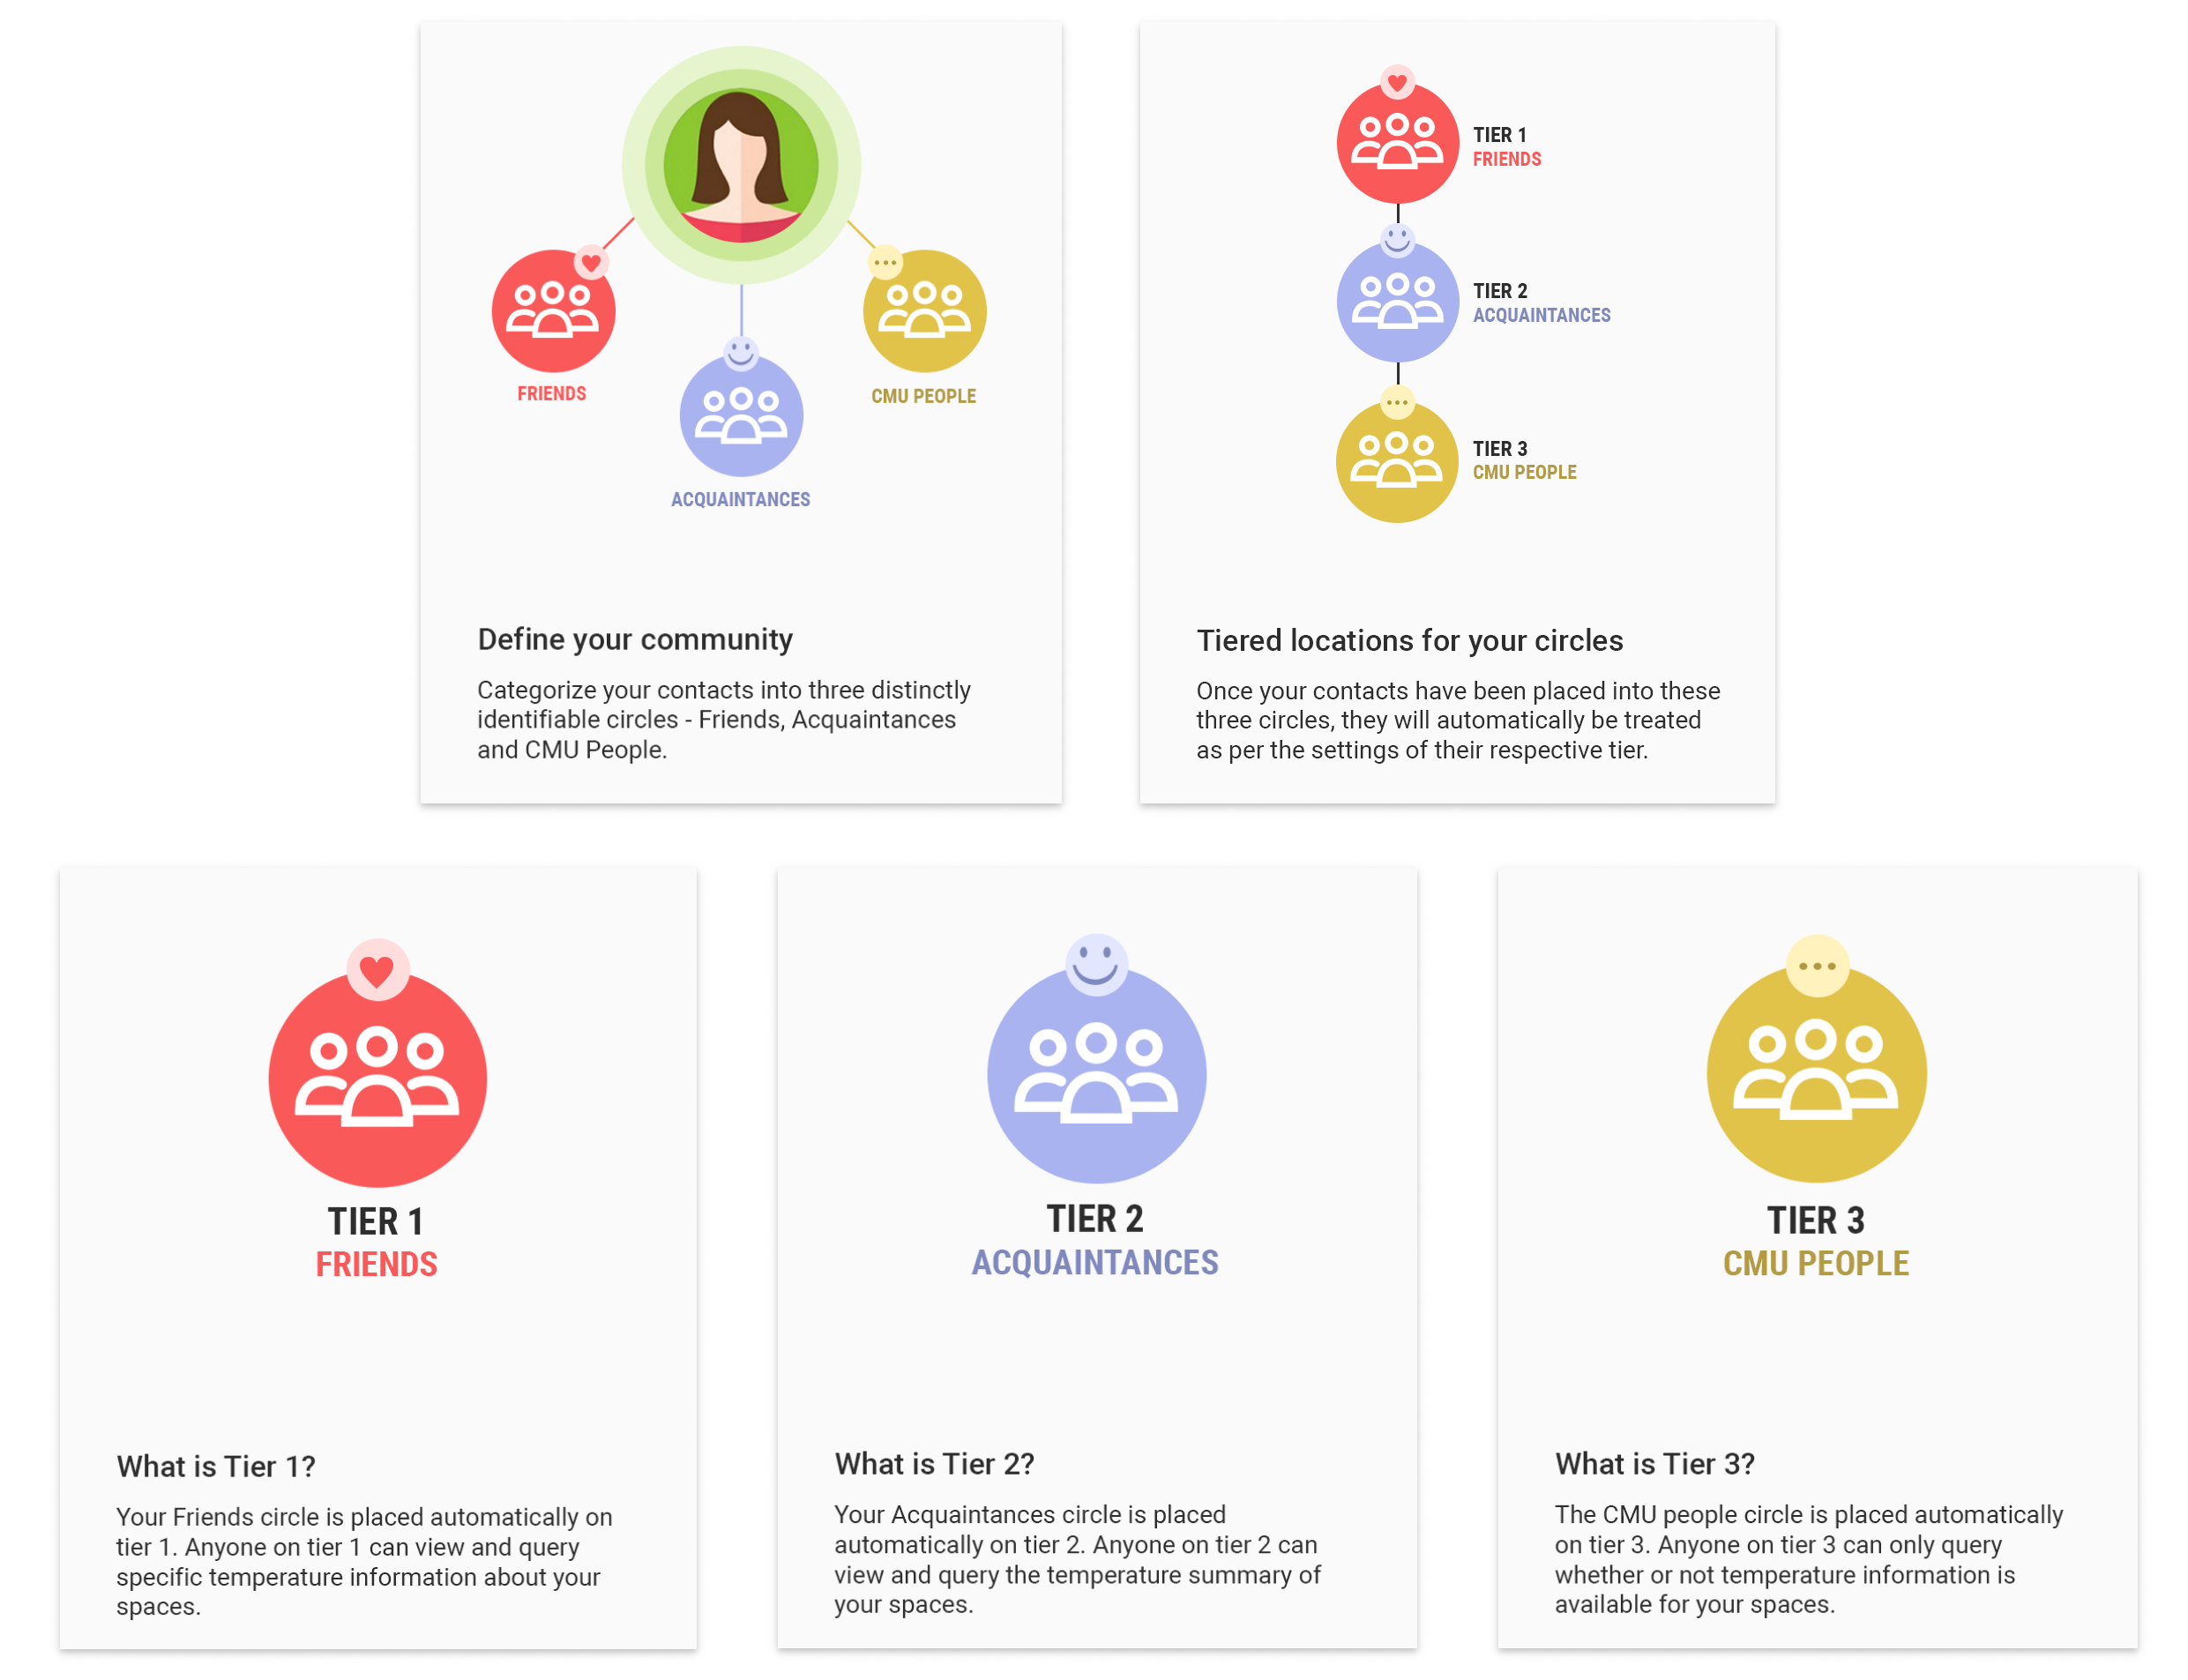 FRIENDS
CMU PEOPLE
ACQUAINTANCES
Define your community
Categorize your contacts into three distinctly
identifiable circles - Friends, Acquaintances
and CMU People.
TIER 1
FRIENDS
TIER 2
ACQUAINTANCES
TIER 3
CMU PEOPLE
Tiered locations for your circles
Once your contacts have been placed into these
three circles, they will automatically be treated
as per the settings of their respective tier.
TIER 1
FRIENDS
What is Tier 1?
Your Friends circle is placed automatically on
tier 1. Anyone on tier 1 can view and query
specific temperature information about your
spaces.
TIER 2
ACQUAINTANCES
What is Tier 2?
Your Acquaintances circle is placed
automatically on tier 2. Anyone on tier 2 can
view and query the temperature summary of
your spaces.
TIER 3
CMU PEOPLE
What is Tier 3?
The CMU people circle is placed automatically
on tier 3. Anyone on tier 3 can only query
whether or not temperature information is
available for your spaces.